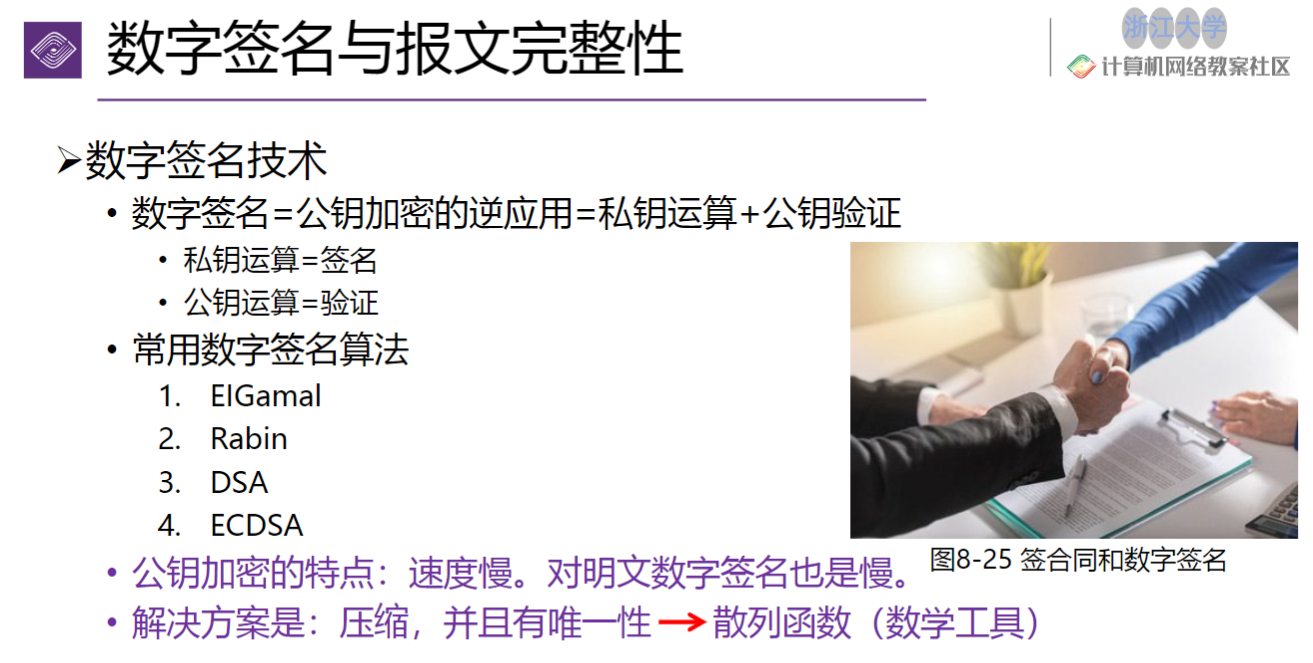 数字签名与报文完整性
浙江大学
计算机网络教案社区
➢数字签名技术
• 数字签名=公钥加密的逆应用=私钥运算+公钥验证
• 私钥运算=签名
• 公钥运算=验证
• 常用数字签名算法
1. ElGamal
2. Rabin
3. DSA
4. ECDSA
图8-25 签合同和数字签名
• 公钥加密的特点：速度慢。对明文数字签名也是慢。
• 解决方案是：压缩，并且有唯一性→散列函数（数学工具）